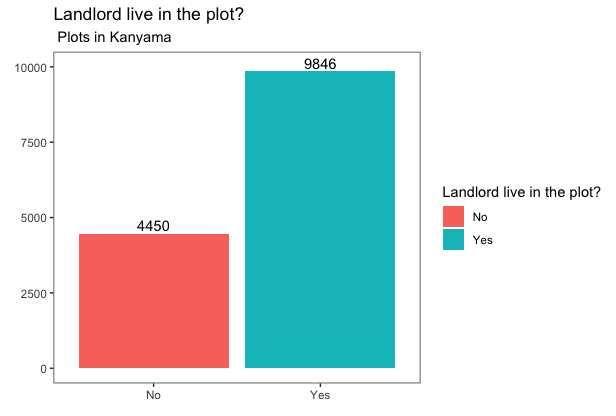 Landlord live in the plot?
Plots in Kanyama
10000
7500
5000
2500
0
9846
4450
No
Yes
Landlord live in the plot?
No
Yes